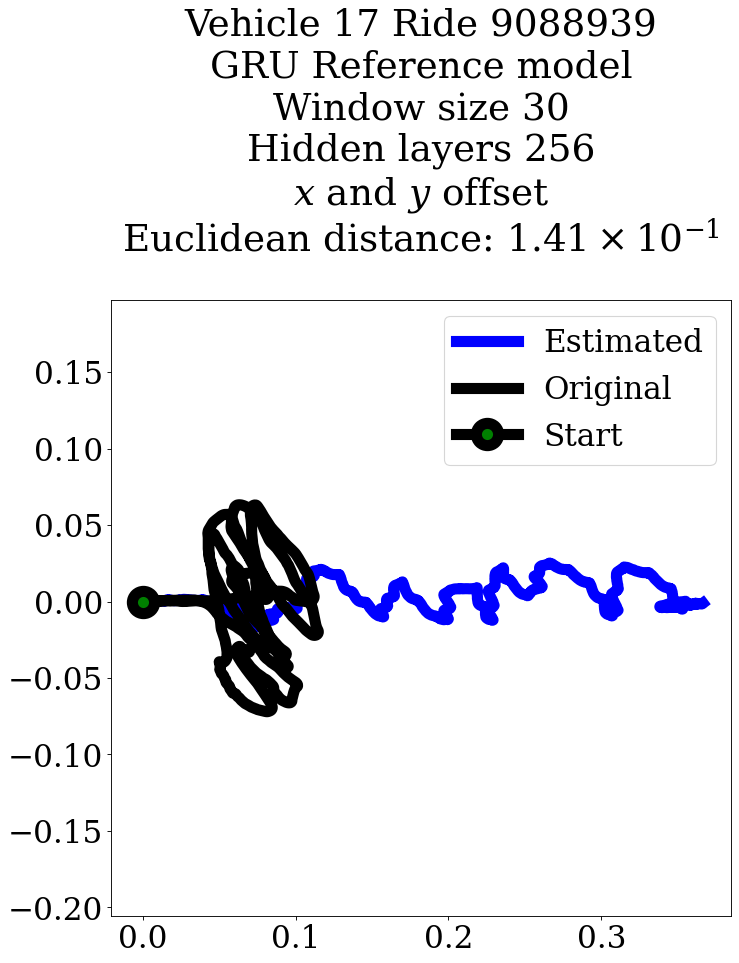 Vehicle 17 Ride 9088939
GRU Reference model
Window size 30
Hidden layers 256
x and y offset
Euclidean distance: 1.41 × 10⁻¹
Estimated
Original
Start
0.15
0.10
0.05
0.00
−0.05
−0.10
−0.15
−0.20
0.0 0.1 0.2 0.3